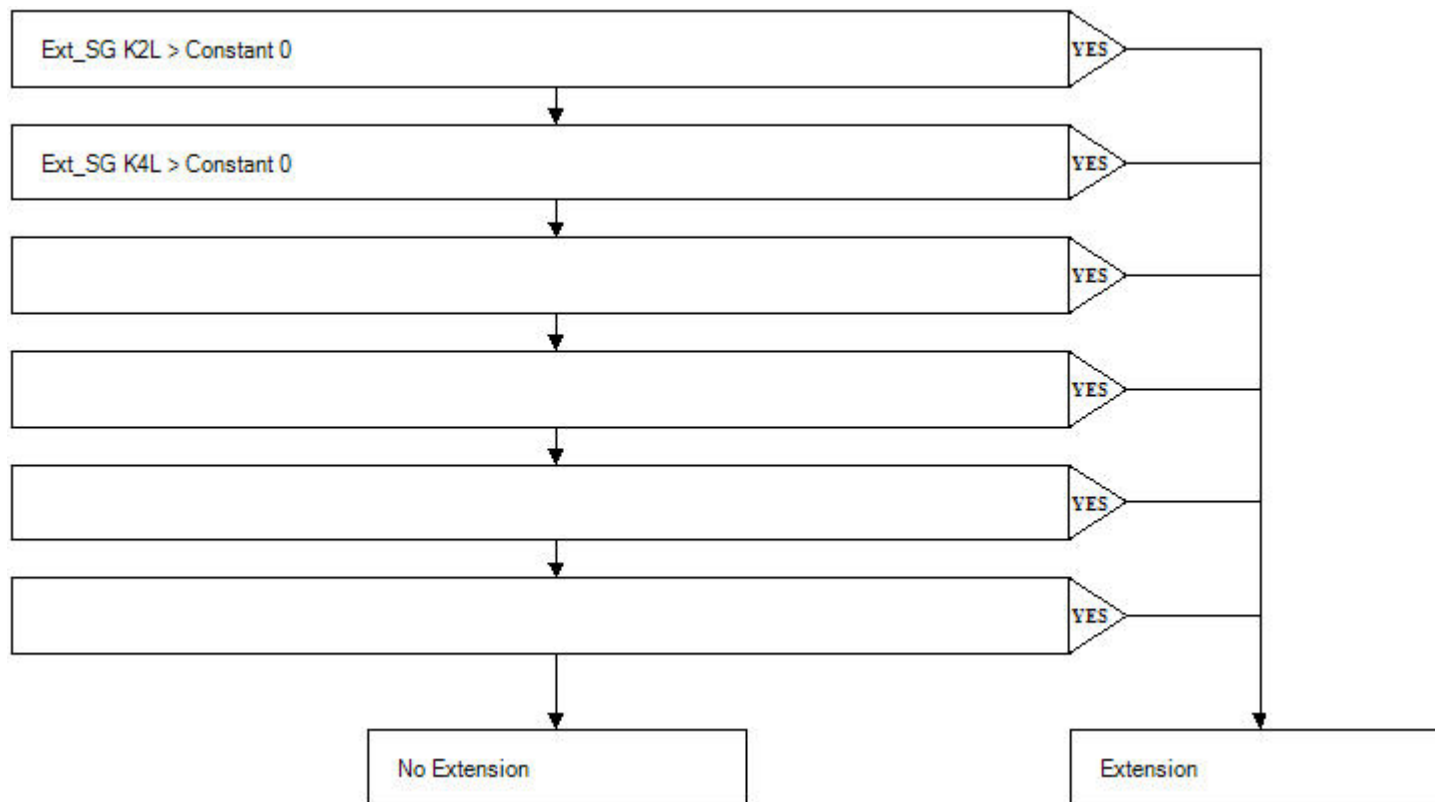 Ext_SG K2L > Constant 0
YES
Ext_SG K4L > Constant 0
YES
YES
YES
YES
YES
No Extension
Extension